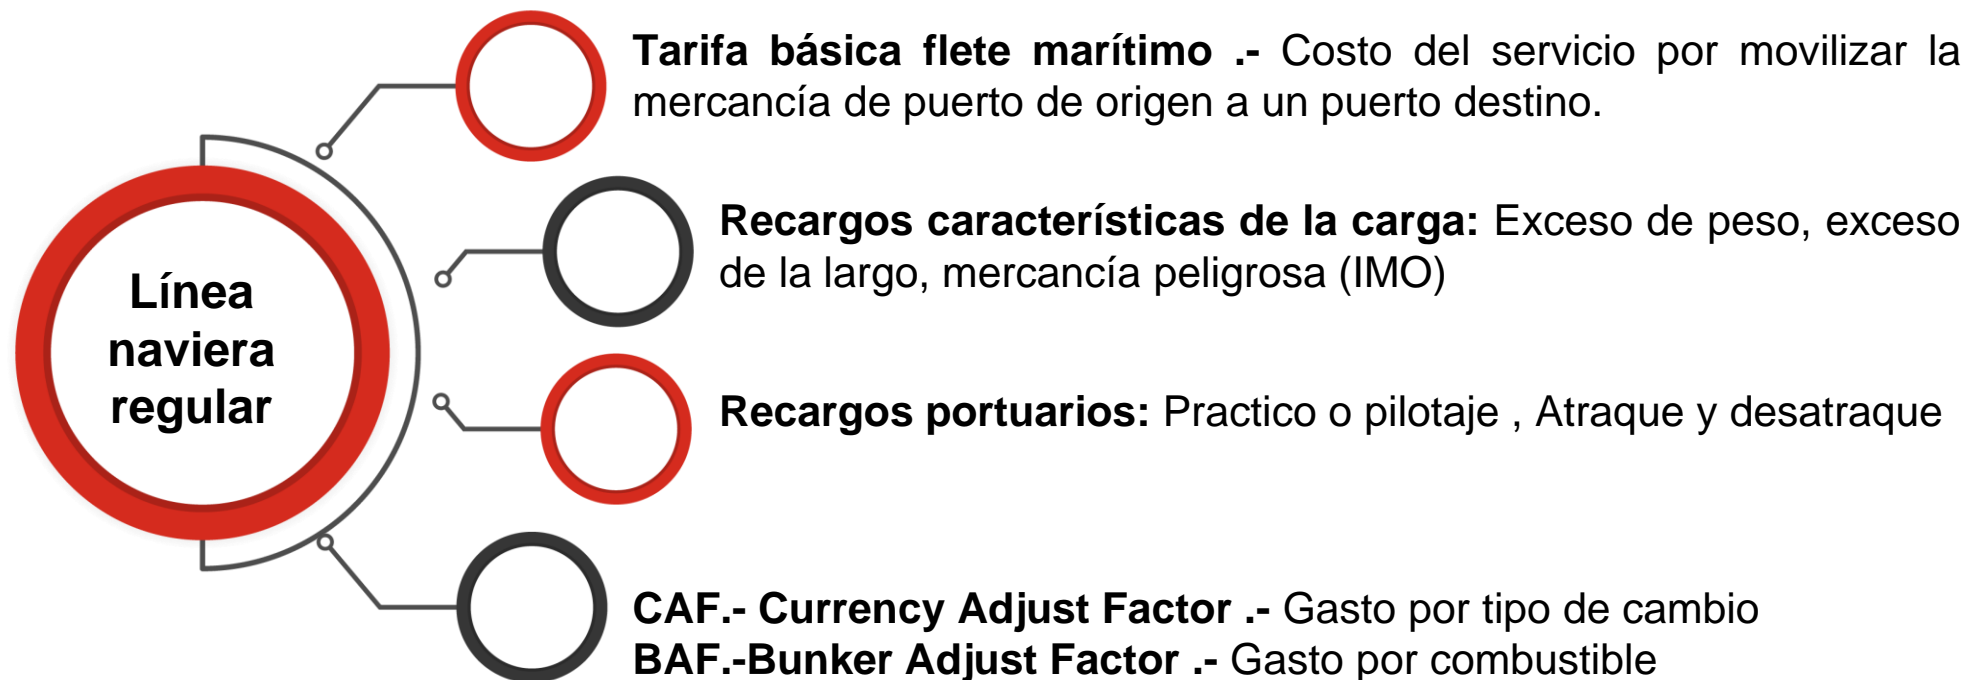 Tarifa básica flete marítimo .- Costo del servicio por movilizar la
mercancía de puerto de origen a un puerto destino.
Recargos características de la carga: Exceso de peso, exceso
de la largo, mercancía peligrosa (IMO)
Línea
naviera
regular
Recargos portuarios: Practico o pilotaje , Atraque y desatraque
CAF.- Currency Adjust Factor .- Gasto por tipo de cambio
BAF.-Bunker Adjust Factor .- Gasto por combustible